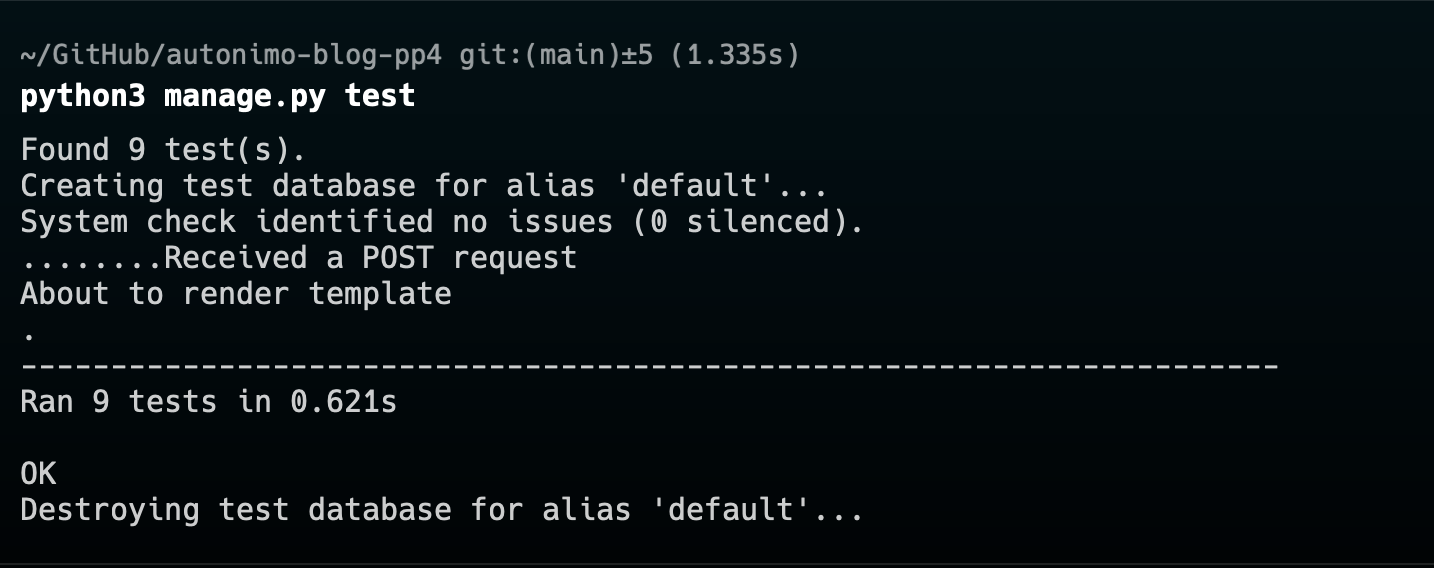 ~/GitHub/autonimo-blog-pp4 git:(main)±5 (1.335s)
python3 manage.py test
Found 9 test(s).
Creating test database for alias 'default'...
System check identified no issues (0 silenced).
........Received a POST request
About to render template
.
----------------------------------------------------------------------
Ran 9 tests in 0.621s
OK
Destroying test database for alias 'default'...